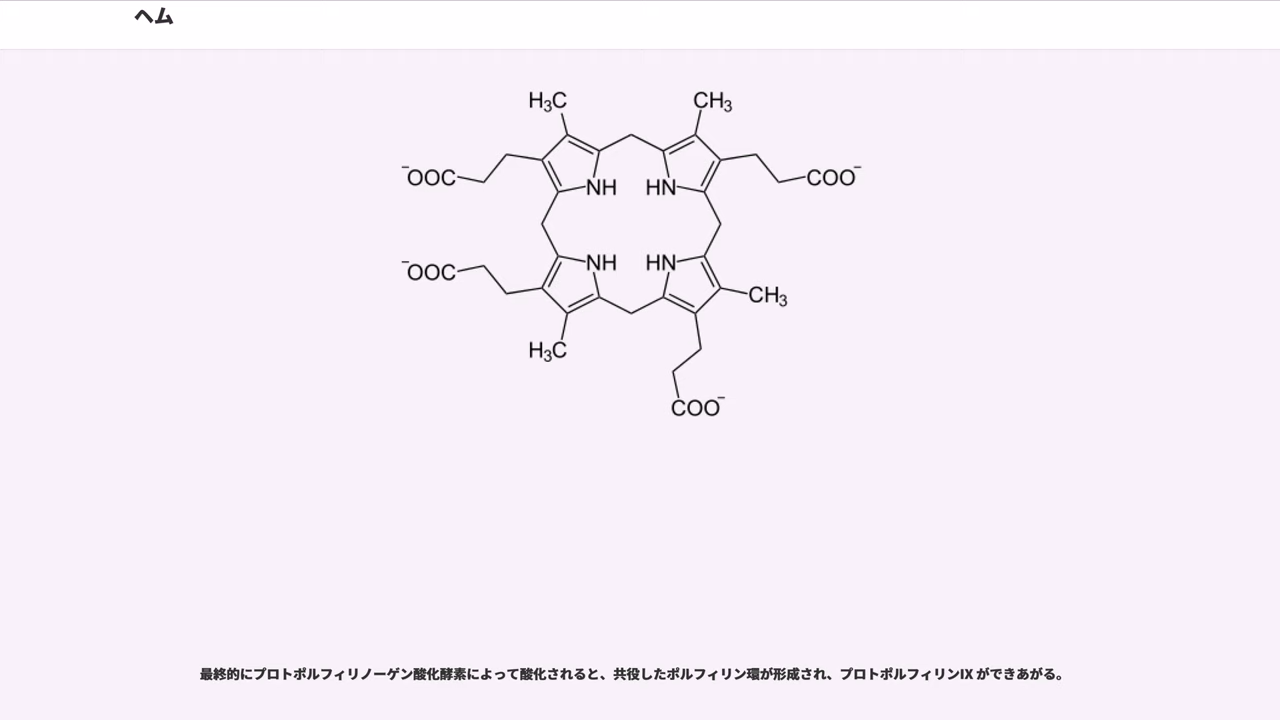 ヘム
H₃C CH₃
⁻OOC COO⁻
NH HN
⁻OOC NH HN
CH₃
H₃C
COO⁻
最終的にプロトポルフィリノーゲン酸化酵素によって酸化されると、共役したポルフィリン環が形成され、プロトポルフィリンIX ができあがる。